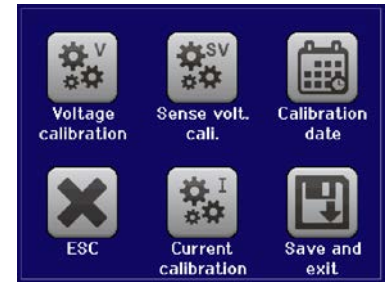 V
SV
Voltage
calibration
Sense volt.
cali.
Calibration
date
I
ESC
Current
calibration
Save and
exit